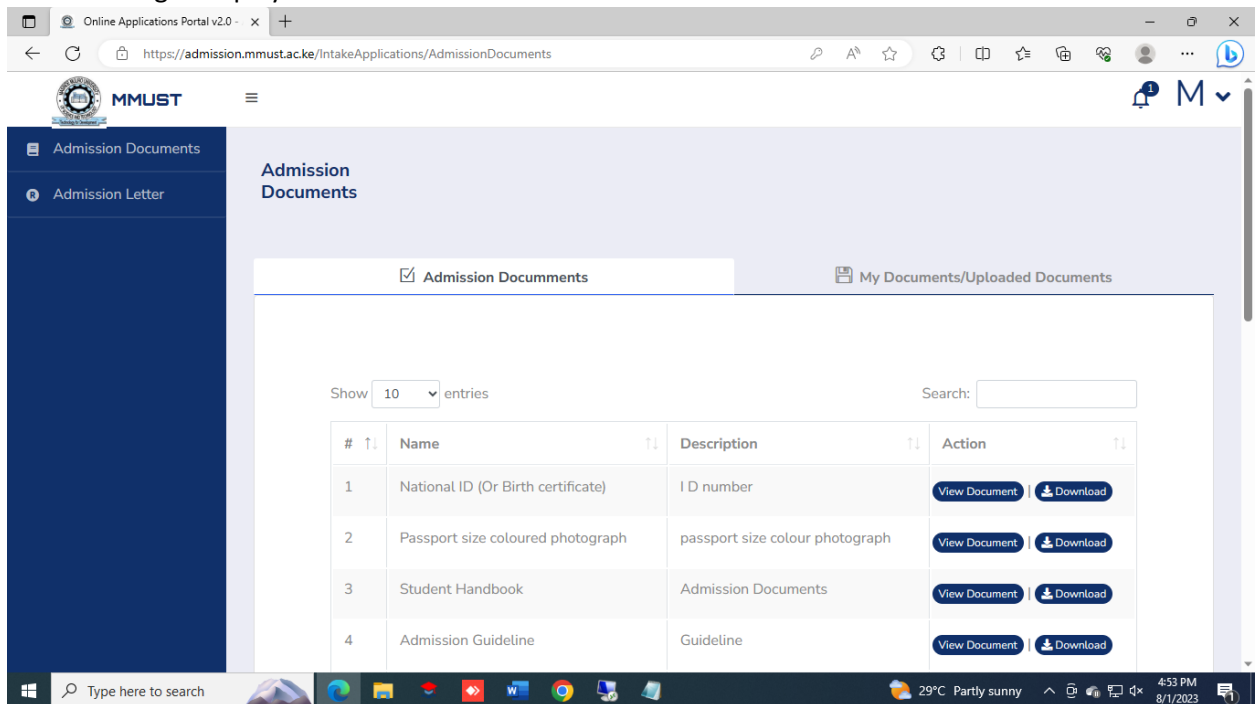 Online Applications Portal v2.0 -
https://admission.mmust.ac.ke/IntakeApplications/AdmissionDocuments
MMUST
1
M
Admission Documents
Admission Letter
Admission
Documents
Admission Documments
My Documents/Uploaded Documents
Show 10 entries
Search:
# Name Description Action
1 National ID (Or Birth certificate) I D number View Document | Download
2 Passport size coloured photograph passport size colour photograph View Document | Download
3 Student Handbook Admission Documents View Document | Download
4 Admission Guideline Guideline View Document | Download
Type here to search
29°C Partly sunny
4:53 PM
8/1/2023